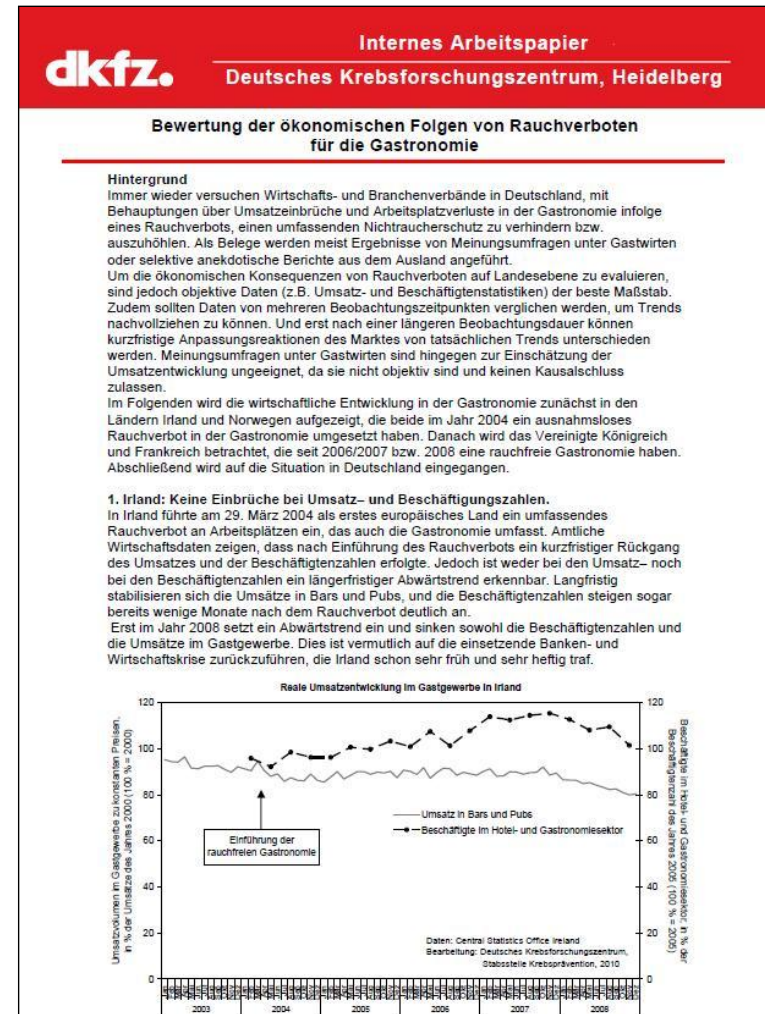 dkfz.
Internes Arbeitspapier
Deutsches Krebsforschungszentrum, Heidelberg
Bewertung der ökonomischen Folgen von Rauchverboten
für die Gastronomie
Hintergrund
Immer wieder versuchen Wirtschafts- und Branchenverbände in Deutschland, mit
Behauptungen über Umsatzeinbrüche und Arbeitsplatzverluste in der Gastronomie infolge
eines Rauchverbots, einen umfassenden Nichtraucherschutz zu verhindern bzw.
auszuhöhlen. Als Belege werden meist Ergebnisse von Meinungsumfragen unter Gastwirten
oder selektive anekdotische Berichte aus dem Ausland angeführt.
Um die ökonomischen Konsequenzen von Rauchverboten auf Landesebene zu evaluieren,
sind jedoch objektive Daten (z.B. Umsatz- und Beschäftigtenstatistiken) der beste Maßstab.
Zudem sollten Daten von mehreren Beobachtungszeitpunkten verglichen werden, um Trends
nachvollziehen zu können. Und erst nach einer längeren Beobachtungsdauer können
kurzfristige Anpassungsreaktionen des Marktes von tatsächlichen Trends unterschieden
werden. Meinungsumfragen unter Gastwirten sind hingegen zur Einschätzung der
Umsatzentwicklung ungeeignet, da sie nicht objektiv sind und keinen Kausalschluss
zulassen.
Im Folgenden wird die wirtschaftliche Entwicklung in der Gastronomie zunächst in den
Ländern Irland und Norwegen aufgezeigt, die beide im Jahr 2004 ein ausnahmsloses
Rauchverbot in der Gastronomie umgesetzt haben. Danach wird das Vereinigte Königreich
und Frankreich betrachtet, die seit 2006/2007 bzw. 2008 eine rauchfreie Gastronomie haben.
Abschließend wird auf die Situation in Deutschland eingegangen.
1. Irland: Keine Einbrüche bei Umsatz– und Beschäftigungszahlen.
In Irland führte am 29. März 2004 als erstes europäisches Land ein umfassendes
Rauchverbot an Arbeitsplätzen ein, das auch die Gastronomie umfasst. Amtliche
Wirtschaftsdaten zeigen, dass nach Einführung des Rauchverbots ein kurzfristiger Rückgang
des Umsatzes und der Beschäftigtenzahlen erfolgte. Jedoch ist weder bei den Umsatz– noch
bei den Beschäftigtenzahlen ein längerfristiger Abwärtstrend erkennbar. Langfristig
stabilisieren sich die Umsätze in Bars und Pubs, und die Beschäftigtenzahlen steigen sogar
bereits wenige Monate nach dem Rauchverbot deutlich an.
Erst im Jahr 2008 setzt ein Abwärtstrend ein und sinken sowohl die Beschäftigtenzahlen und
die Umsätze im Gastgewerbe. Dies ist vermutlich auf die einsetzende Banken- und
Wirtschaftskrise zurückzuführen, die Irland schon sehr früh und sehr heftig traf.
Reale Umsatzentwicklung im Gastgewerbe in Irland
Umsatzvolumen im Gastgewerbe zu konstanten Preisen,
in % der Umsätze des Jahres 2000 (100 % = 2000)
120
100
80
60
40
20
0
Einführung der
rauchfreien Gastronomie
Umsatz in Bars und Pubs
Beschäftigte im Hotel- und Gastronomiesektor
Daten: Central Statistics Office Ireland
Bearbeitung: Deutsches Krebsforschungszentrum,
Stabsstelle Krebsprävention, 2010
120
100
80
60
40
20
0
Beschäftigte im Hotel- und Gastronomiesektor, in % der
Beschäftigtenzahl des Jahres 2005 (100 % = 2005)
2003 2004 2005 2006 2007 2008